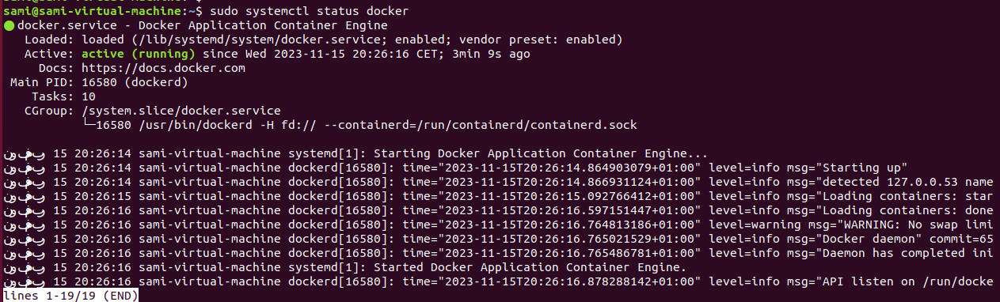 sami@sami-virtual-machine:~$ sudo systemctl status docker
● docker.service - Docker Application Container Engine
Loaded: loaded (/lib/systemd/system/docker.service; enabled; vendor preset: enabled)
Active: active (running) since Wed 2023-11-15 20:26:16 CET; 3min 9s ago
Docs: https://docs.docker.com
Main PID: 16580 (dockerd)
Tasks: 10
CGroup: /system.slice/docker.service
└─16580 /usr/bin/dockerd -H fd:// --containerd=/run/containerd/containerd.sock
نوفمبر 15 20:26:14 sami-virtual-machine systemd[1]: Starting Docker Application Container Engine...
نوفمبر 15 20:26:14 sami-virtual-machine dockerd[16580]: time="2023-11-15T20:26:14.864903079+01:00" level=info msg="Starting up"
نوفمبر 15 20:26:14 sami-virtual-machine dockerd[16580]: time="2023-11-15T20:26:14.866931124+01:00" level=info msg="detected 127.0.0.53 name
نوفمبر 15 20:26:15 sami-virtual-machine dockerd[16580]: time="2023-11-15T20:26:15.092766412+01:00" level=info msg="Loading containers: star
نوفمبر 15 20:26:16 sami-virtual-machine dockerd[16580]: time="2023-11-15T20:26:16.597151447+01:00" level=info msg="Loading containers: done
نوفمبر 15 20:26:16 sami-virtual-machine dockerd[16580]: time="2023-11-15T20:26:16.764813186+01:00" level=warning msg="WARNING: No swap limi
نوفمبر 15 20:26:16 sami-virtual-machine dockerd[16580]: time="2023-11-15T20:26:16.765021529+01:00" level=info msg="Docker daemon" commit=65
نوفمبر 15 20:26:16 sami-virtual-machine dockerd[16580]: time="2023-11-15T20:26:16.765486781+01:00" level=info msg="Daemon has completed ini
نوفمبر 15 20:26:16 sami-virtual-machine systemd[1]: Started Docker Application Container Engine.
نوفمبر 15 20:26:16 sami-virtual-machine dockerd[16580]: time="2023-11-15T20:26:16.878288142+01:00" level=info msg="API listen on /run/docke
lines 1-19/19 (END)